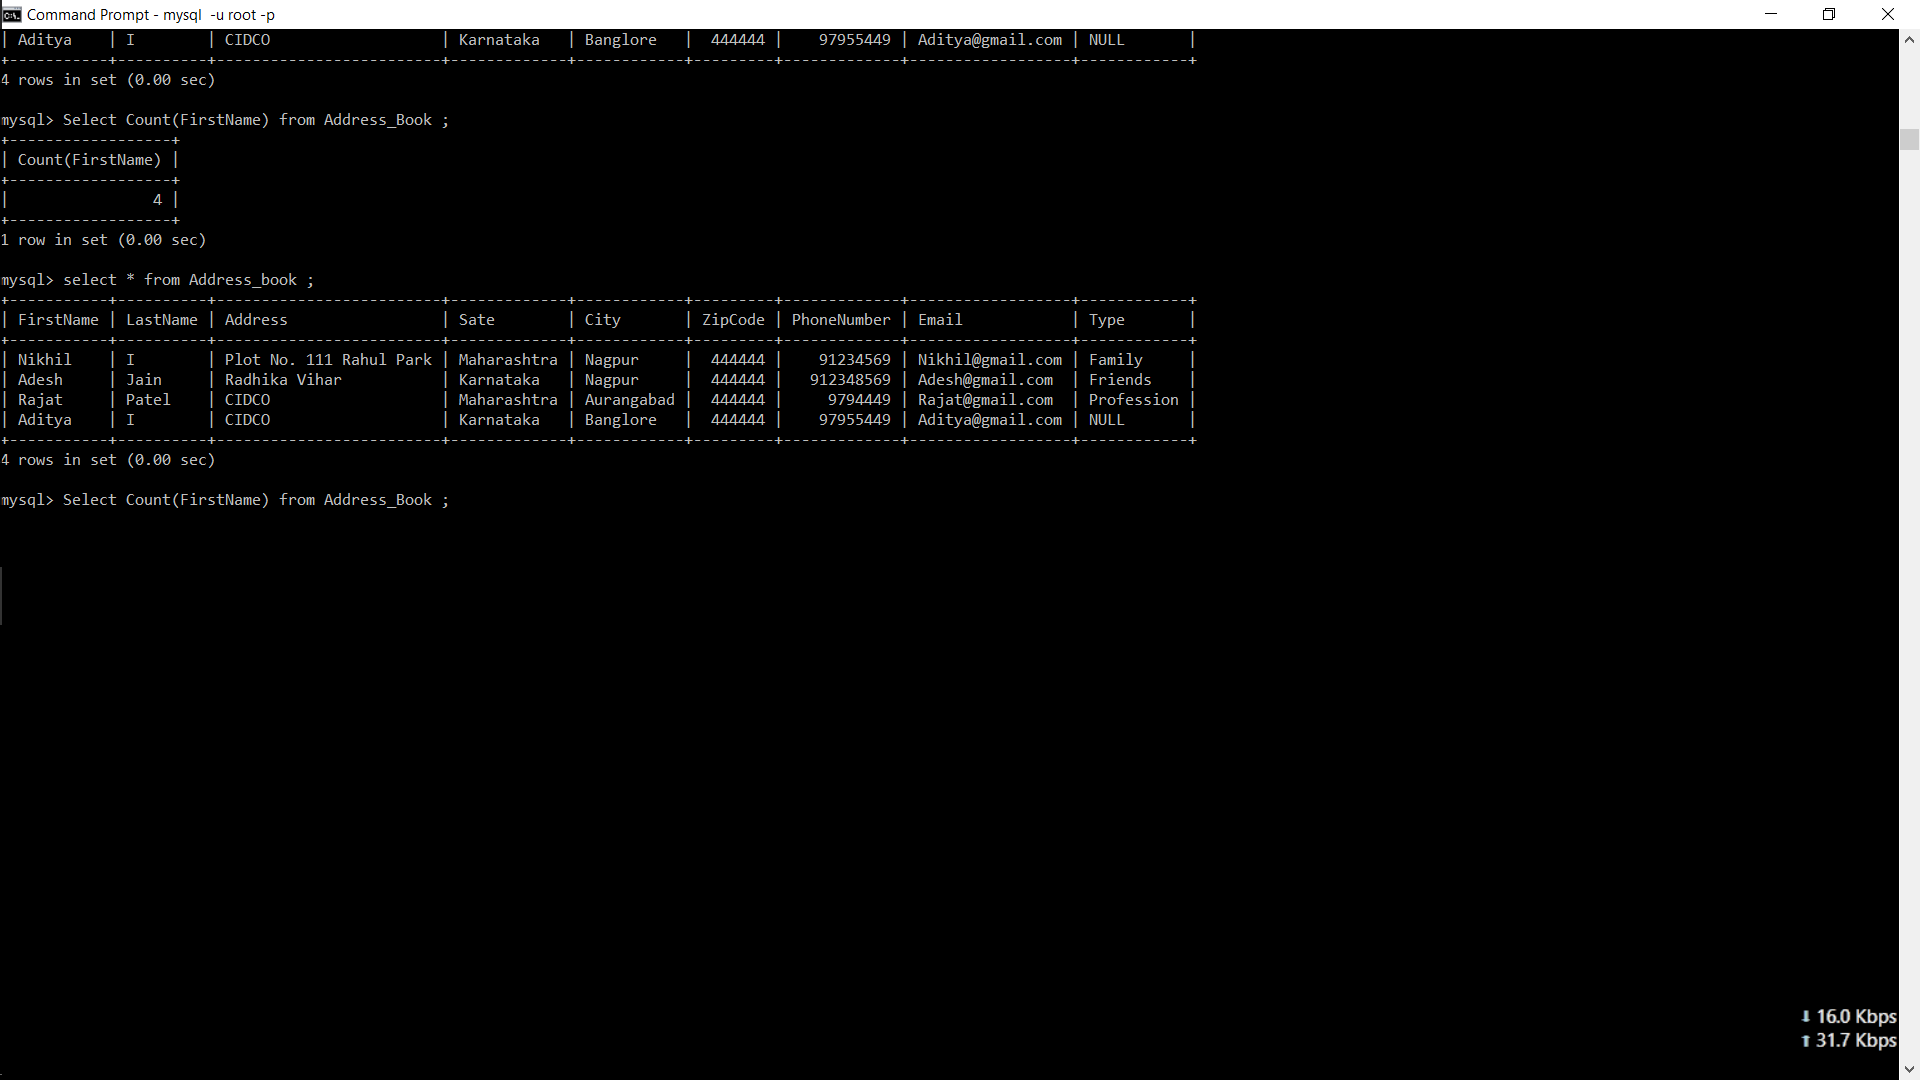 Command Prompt - mysql  -u root -p
| Aditya    | I        | CIDCO                   | Karnataka   | Banglore   |  444444 |    97955449 | Aditya@gmail.com | NULL       |
+-----------+----------+-------------------------+-------------+------------+---------+-------------+------------------+------------+
4 rows in set (0.00 sec)
mysql> Select Count(FirstName) from Address_Book ;
+------------------+
| Count(FirstName) |
+------------------+
|                4 |
+------------------+
1 row in set (0.00 sec)
mysql> select * from Address_book ;
+-----------+----------+-------------------------+-------------+------------+---------+-------------+------------------+------------+
| FirstName | LastName | Address                 | Sate        | City       | ZipCode | PhoneNumber | Email            | Type       |
+-----------+----------+-------------------------+-------------+------------+---------+-------------+------------------+------------+
| Nikhil    | I        | Plot No. 111 Rahul Park | Maharashtra | Nagpur     |  444444 |    91234569 | Nikhil@gmail.com | Family     |
| Adesh     | Jain     | Radhika Vihar           | Karnataka   | Nagpur     |  444444 |   912348569 | Adesh@gmail.com  | Friends    |
| Rajat     | Patel    | CIDCO                   | Maharashtra | Aurangabad |  444444 |     9794449 | Rajat@gmail.com  | Profession |
| Aditya    | I        | CIDCO                   | Karnataka   | Banglore   |  444444 |    97955449 | Aditya@gmail.com | NULL       |
+-----------+----------+-------------------------+-------------+------------+---------+-------------+------------------+------------+
4 rows in set (0.00 sec)
mysql> Select Count(FirstName) from Address_Book ;
⬇ 16.0 Kbps
⬆ 31.7 Kbps